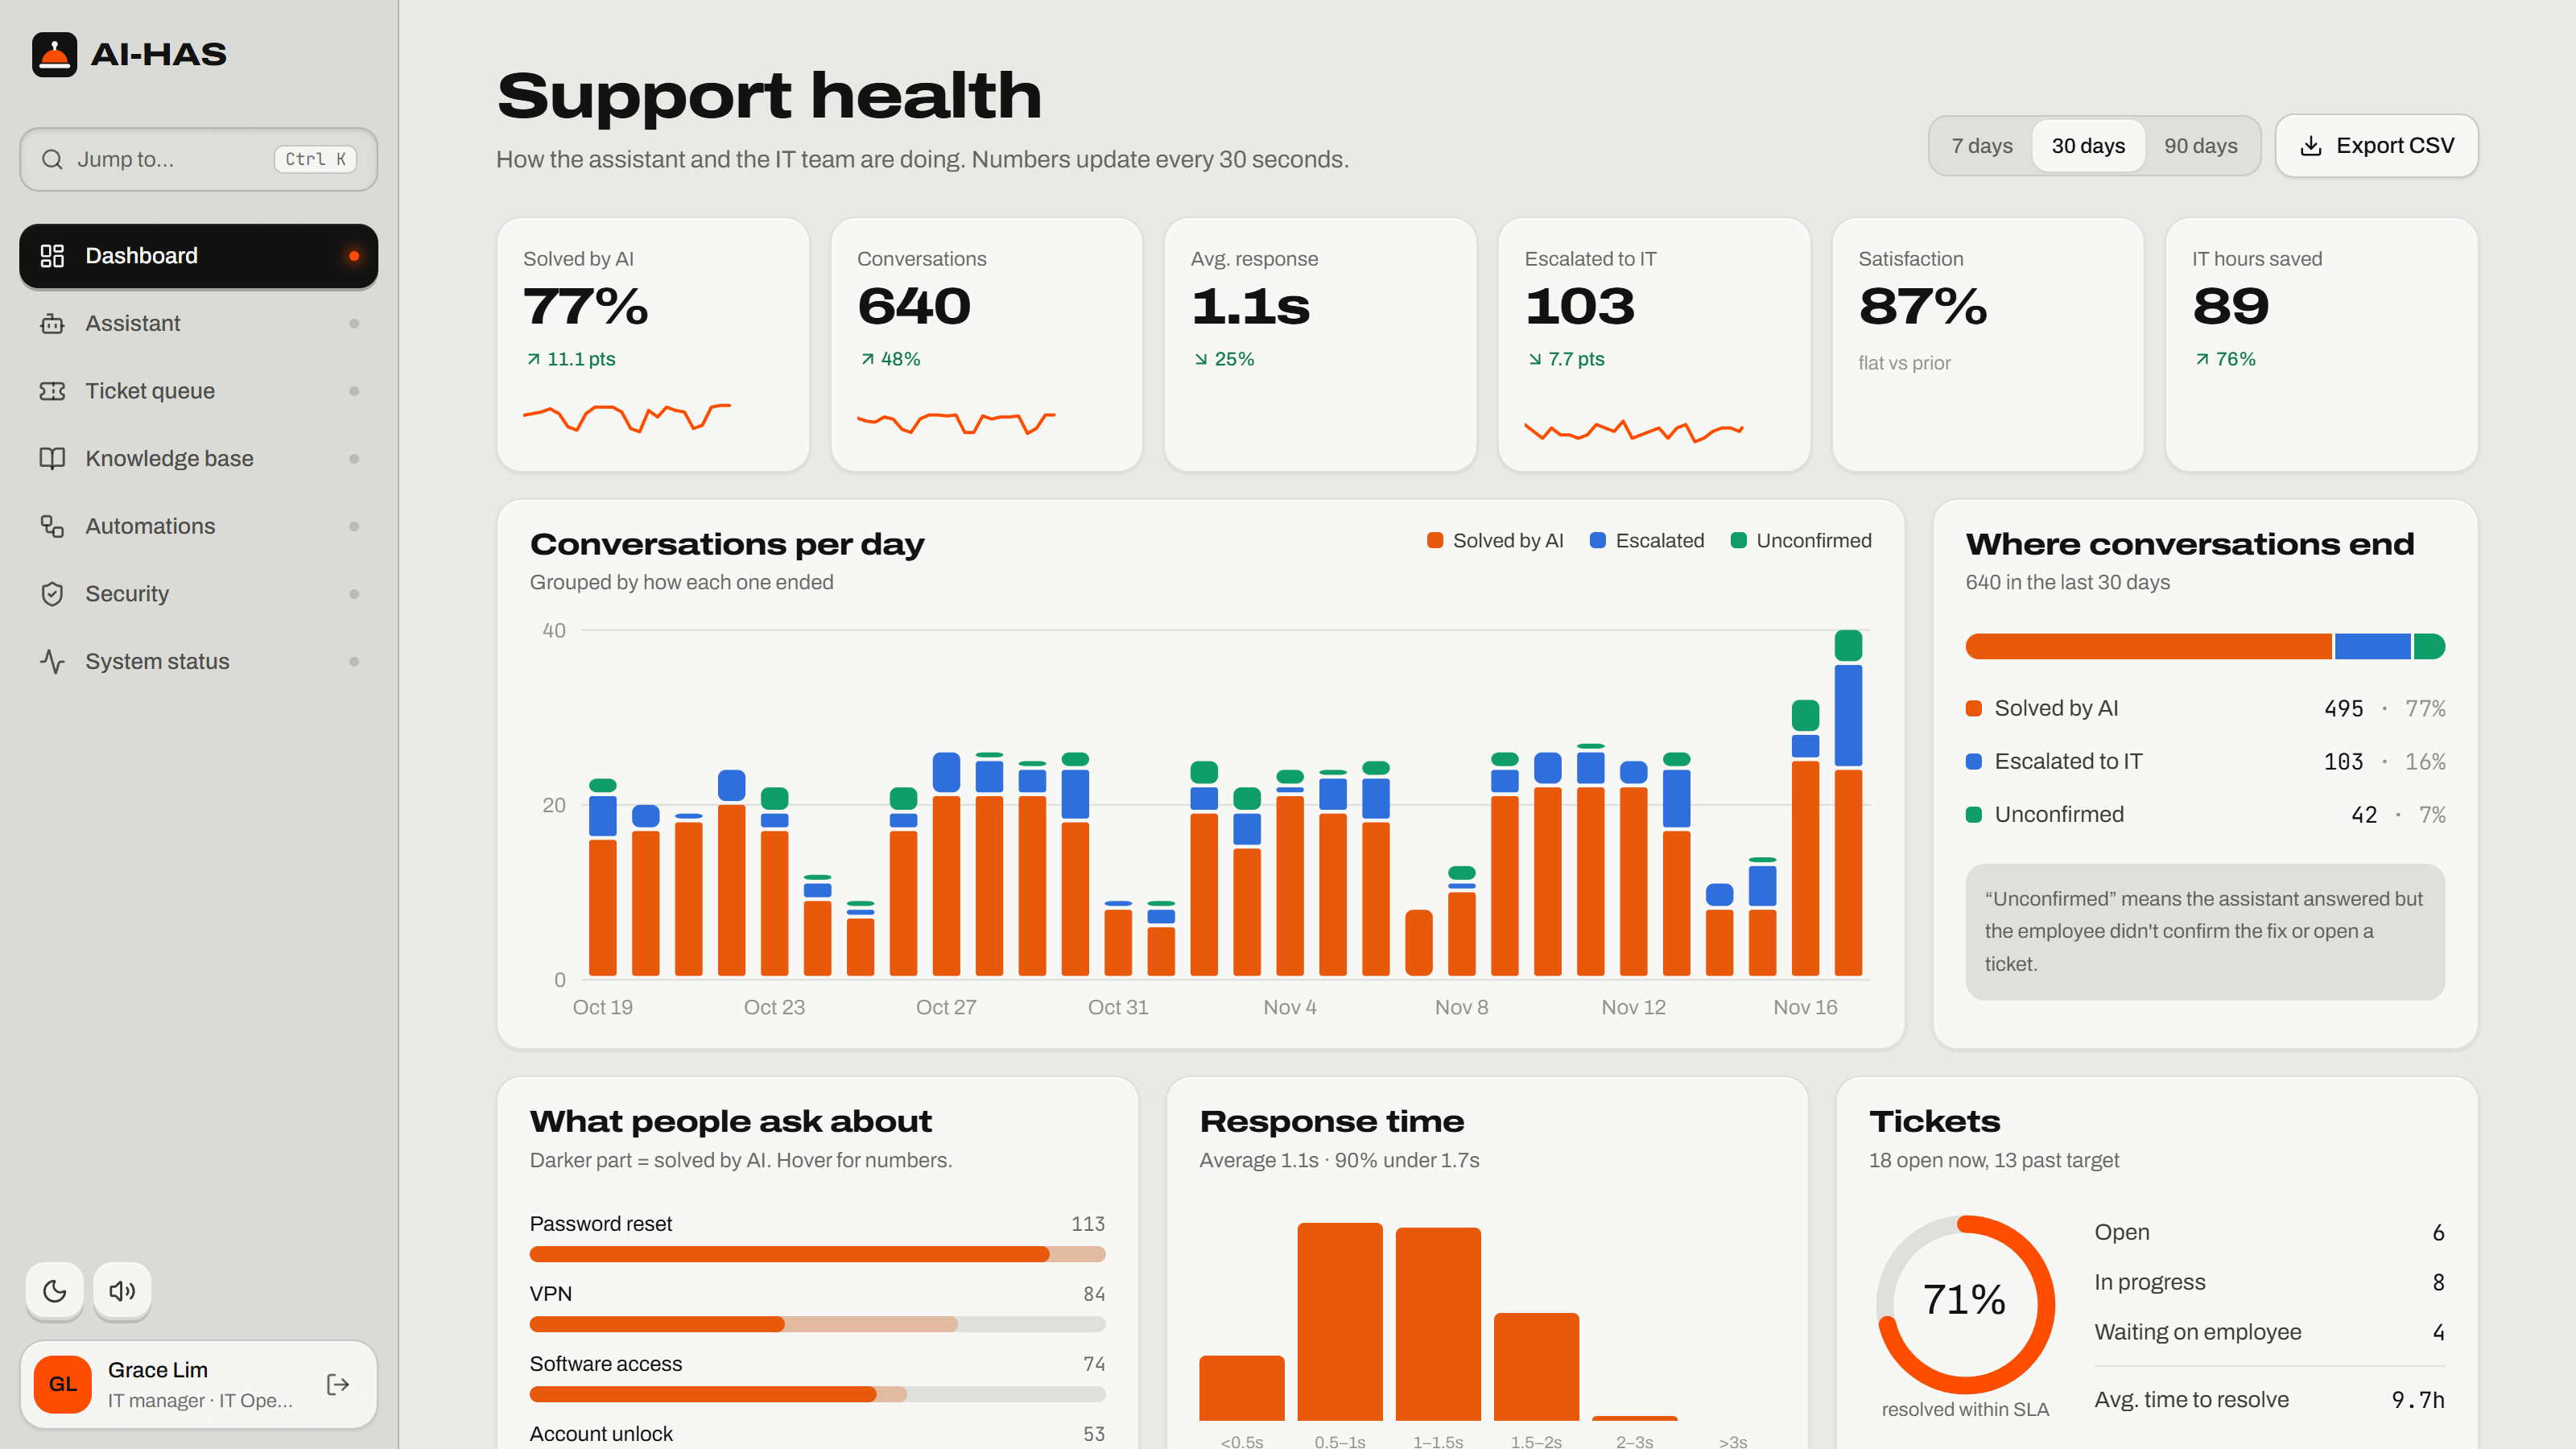 AI-HAS
Jump to...
Ctrl K
Dashboard
Assistant
Ticket queue
Knowledge base
Automations
Security
System status
GL
Grace Lim
IT manager · IT Ope...
Support health
How the assistant and the IT team are doing. Numbers update every 30 seconds.
7 days
30 days
90 days
Export CSV
Solved by AI
77%
11.1 pts
Conversations
640
48%
Avg. response
1.1s
25%
Escalated to IT
103
7.7 pts
Satisfaction
87%
flat vs prior
IT hours saved
89
76%
Conversations per day
Grouped by how each one ended
Solved by AI
Escalated
Unconfirmed
40
20
0
Oct 19
Oct 23
Oct 27
Oct 31
Nov 4
Nov 8
Nov 12
Nov 16
Where conversations end
640 in the last 30 days
Solved by AI 495 · 77%
Escalated to IT 103 · 16%
Unconfirmed 42 · 7%
“Unconfirmed” means the assistant answered but
the employee didn't confirm the fix or open a
ticket.
What people ask about
Darker part = solved by AI. Hover for numbers.
Password reset 113
VPN 84
Software access 74
Account unlock 53
Response time
Average 1.1s · 90% under 1.7s
<0.5s
0.5–1s
1–1.5s
1.5–2s
2–3s
>3s
Tickets
18 open now, 13 past target
71%
resolved within SLA
Open 6
In progress 8
Waiting on employee 4
Avg. time to resolve 9.7h